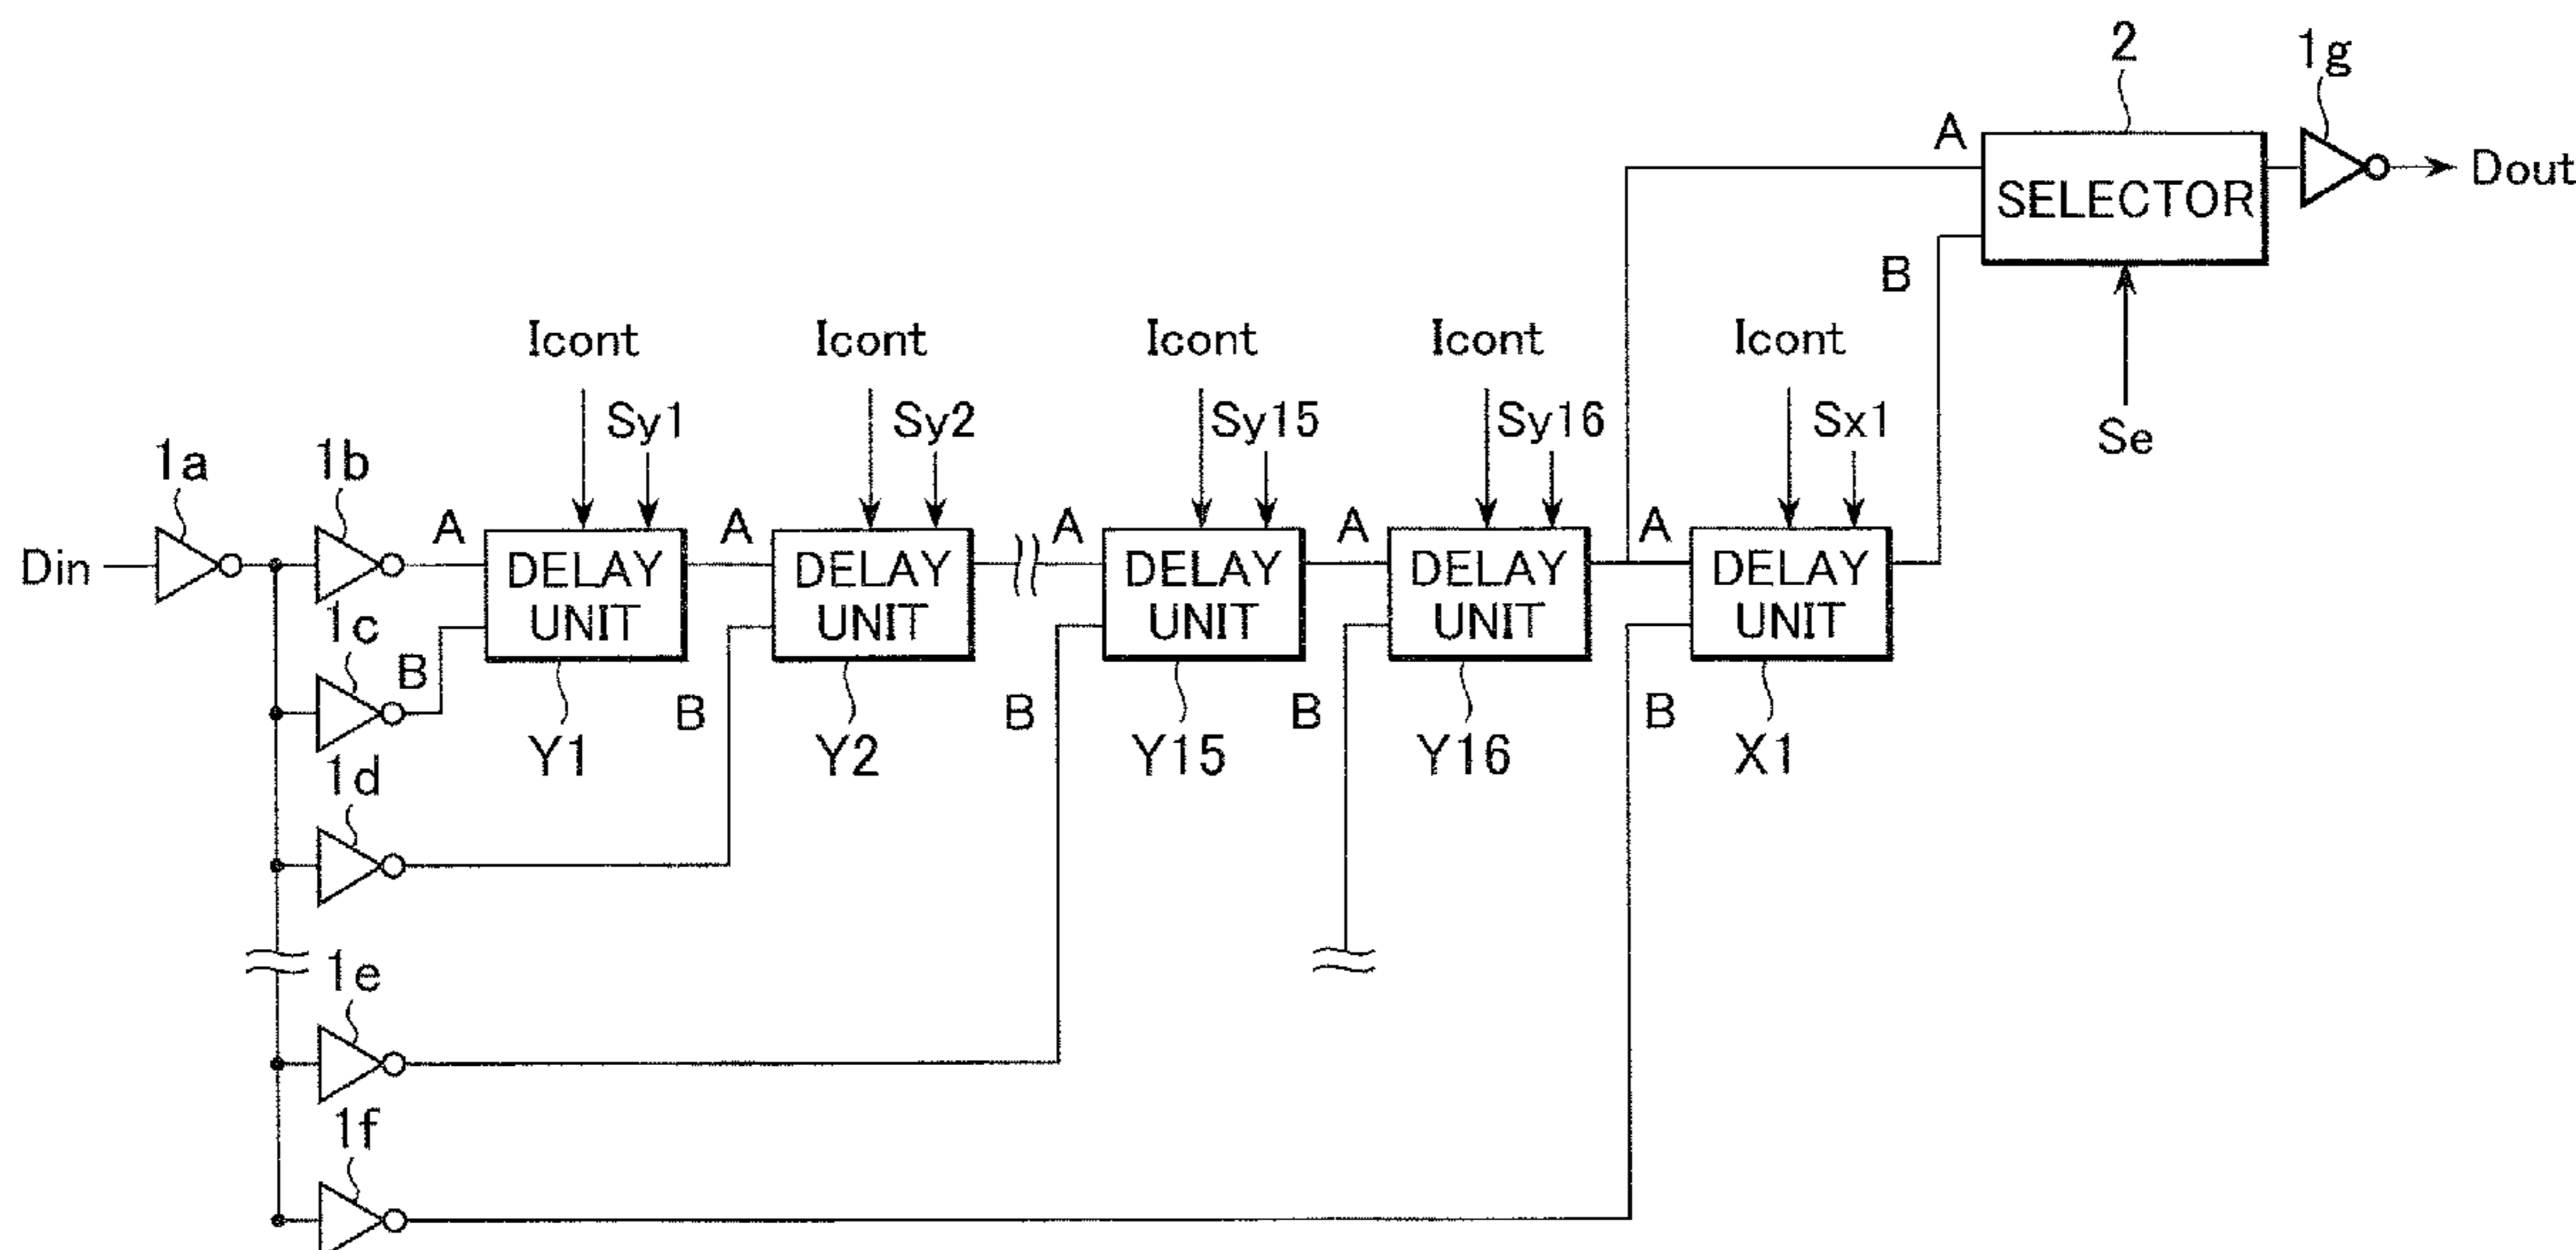 2
1g
A
SELECTOR
Dout
B
Icont
Icont
Icont
Icont
Icont
Sy1
Sy2
Sy15
Sy16
Sx1
Se
1a
1b
Din
A
DELAY
UNIT
A
DELAY
UNIT
A
DELAY
UNIT
A
DELAY
UNIT
A
DELAY
UNIT
1c
B
B
B
B
B
Y1
Y2
Y15
Y16
X1
1d
1e
1f